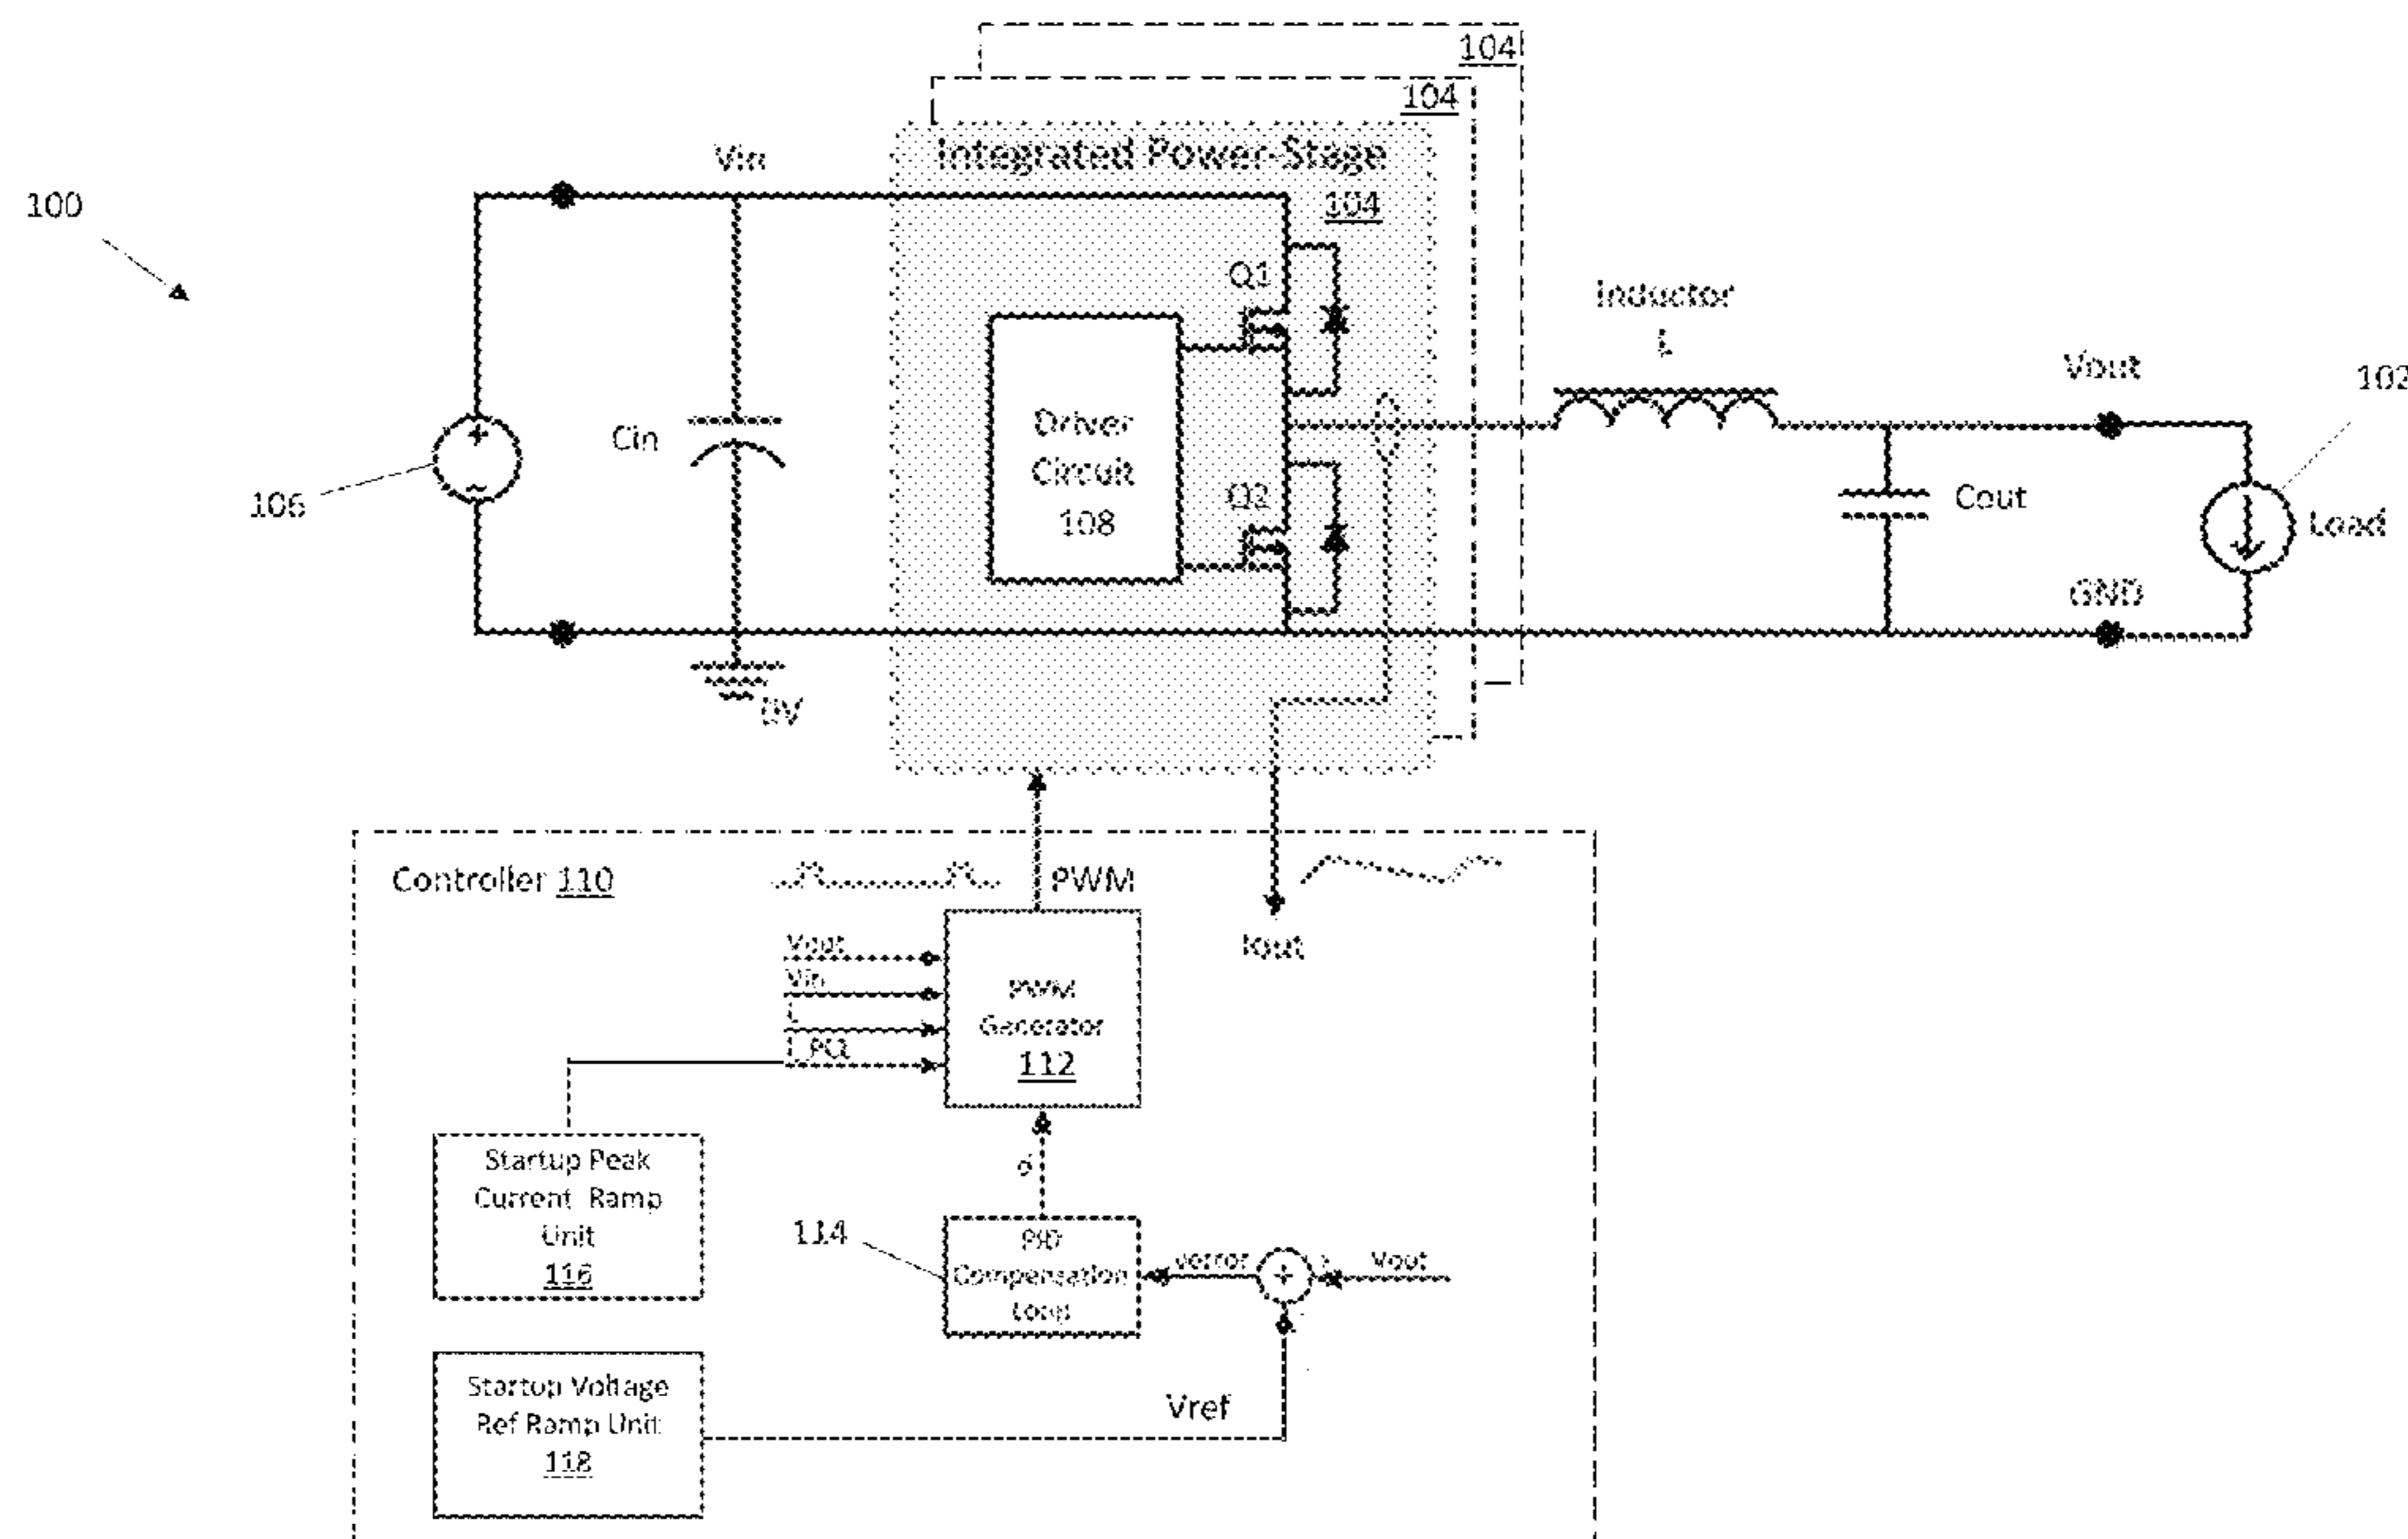 104
104
Integrated Power-Stage
104
Vin
100
Q1
Inductor
L
Vout
102
Driver
Circuit
108
Cin
106
Q2
Cout
Load
GND
0V
Controller 110
PWM
Iout
Vout
Vin
L
I_PCL
PWM
Generator
112
Startup Peak
Current Ramp
Unit
116
d
114
PID
Compensation
Loop
verror
+
Vout
Startup Voltage
Ref Ramp Unit
118
Vref